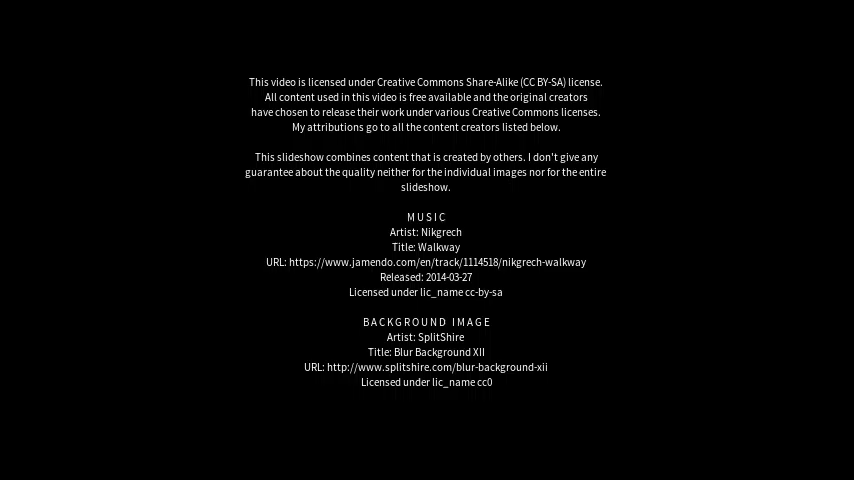 This video is licensed under Creative Commons Share-Alike (CC BY-SA) license.
All content used in this video is free available and the original creators
have chosen to release their work under various Creative Commons licenses.
My attributions go to all the content creators listed below.
This slideshow combines content that is created by others. I don't give any
guarantee about the quality neither for the individual images nor for the entire
slideshow.
MUSIC
Artist: Nikgrech
Title: Walkway
URL: https://www.jamendo.com/en/track/1114518/nikgrech-walkway
Released: 2014-03-27
Licensed under lic_name cc-by-sa
BACKGROUND IMAGE
Artist: SplitShire
Title: Blur Background XII
URL: http://www.splitshire.com/blur-background-xii
Licensed under lic_name cc0